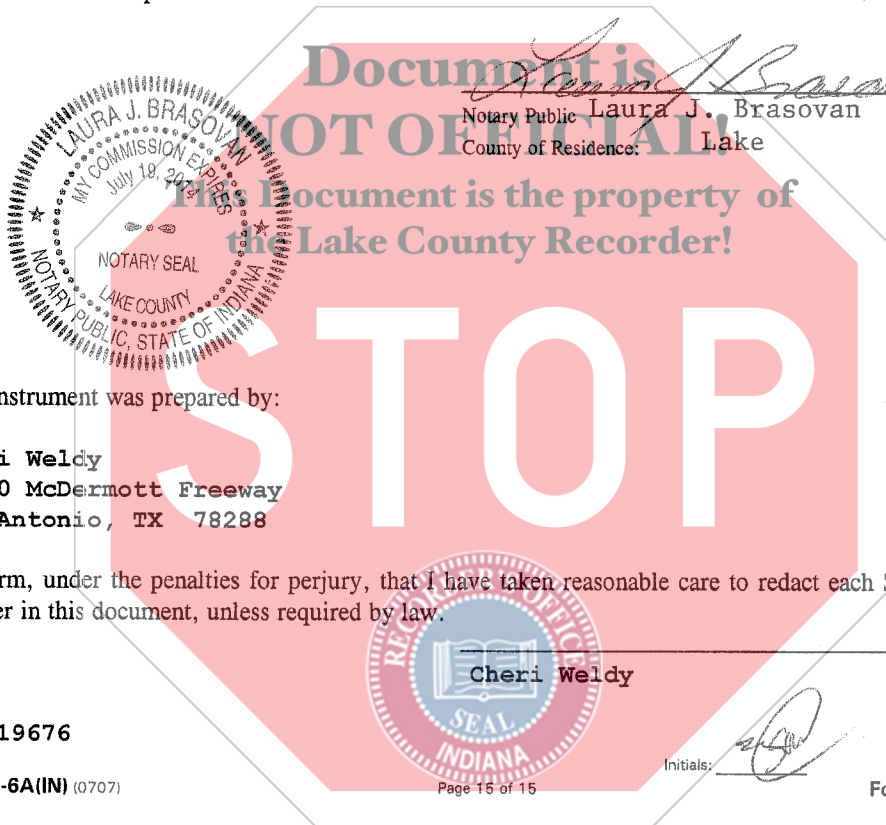 Document is
NOT OFFICIAL!
This Document is the property of
the Lake County Recorder!
STOP
Notary Public Laura J. Brasovan
County of Residence: Lake
LAURA J. BRASOVAN
MY COMMISSION EXPIRES
July 19, 2014
NOTARY SEAL
LAKE COUNTY
NOTARY PUBLIC, STATE OF INDIANA
nstrument was prepared by:
i Weldy
0 McDermott Freeway
Antonio, TX 78288
rm, under the penalties for perjury, that I have taken reasonable care to redact each S
er in this document, unless required by law.
Cheri Weldy
RECORDER OFFICE
SEAL
INDIANA
19676
Initials:
-6A(IN) (0707)
Page 15 of 15
Fo